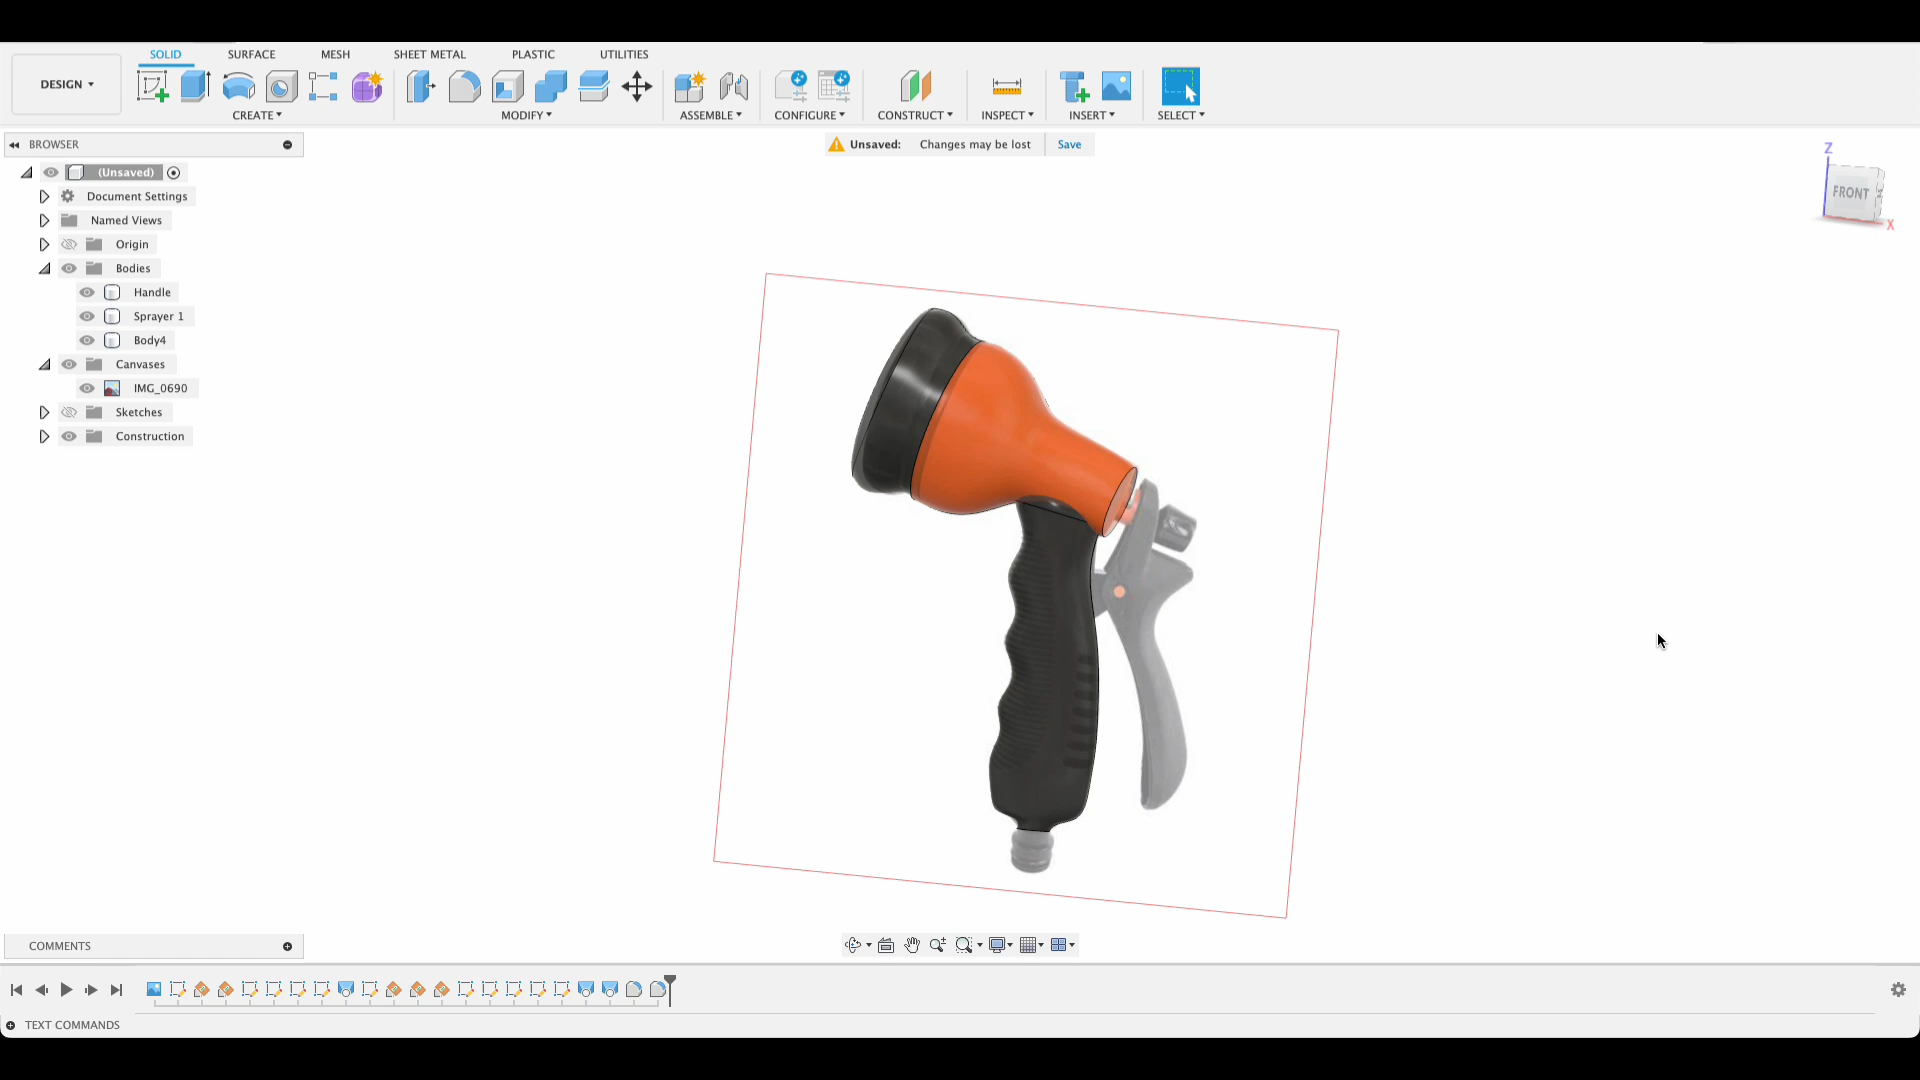 SOLID SURFACE MESH SHEET METAL PLASTIC UTILITIES
DESIGN
CREATE MODIFY ASSEMBLE CONFIGURE CONSTRUCT INSPECT INSERT SELECT
BROWSER
Unsaved: Changes may be lost Save
(Unsaved)
Document Settings
Named Views
Origin
Bodies
Handle
Sprayer 1
Body4
Canvases
IMG_0690
Sketches
Construction
Z
FRONT
X
COMMENTS
TEXT COMMANDS